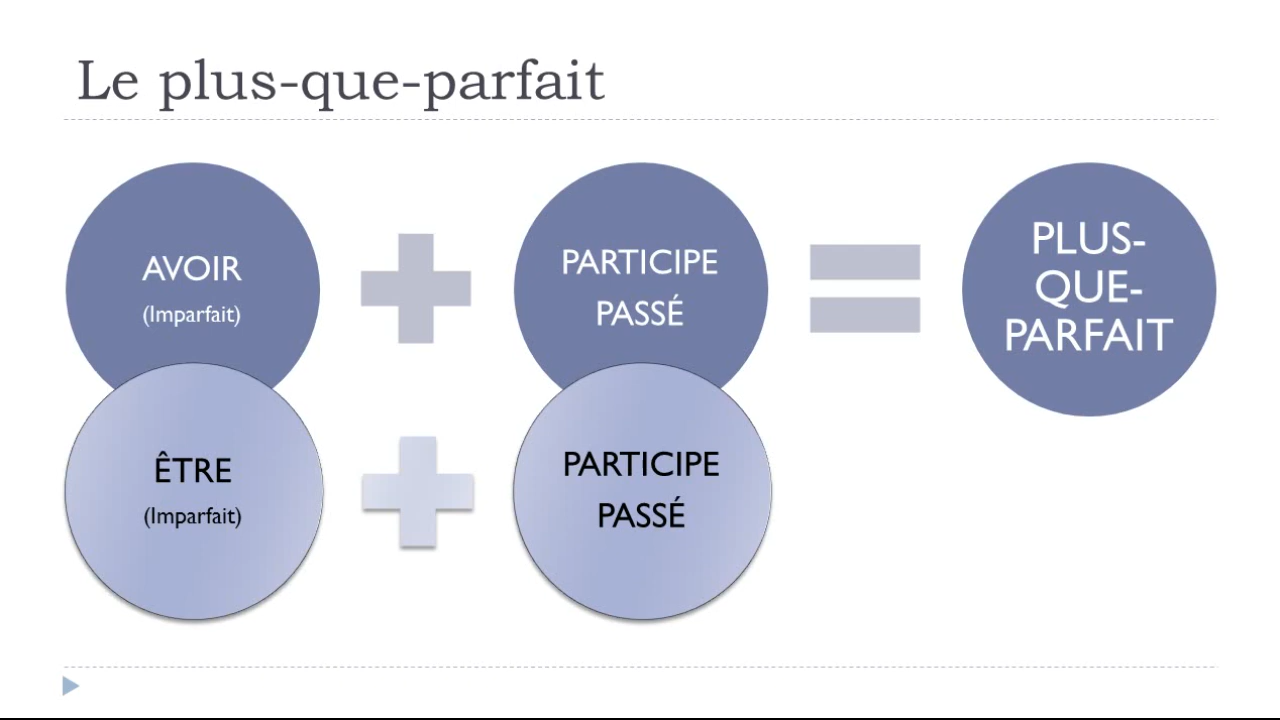 Le plus-que-parfait
AVOIR
(Imparfait)
PARTICIPE
PASSÉ
PLUS-
QUE-
PARFAIT
ÊTRE
(Imparfait)
PARTICIPE
PASSÉ